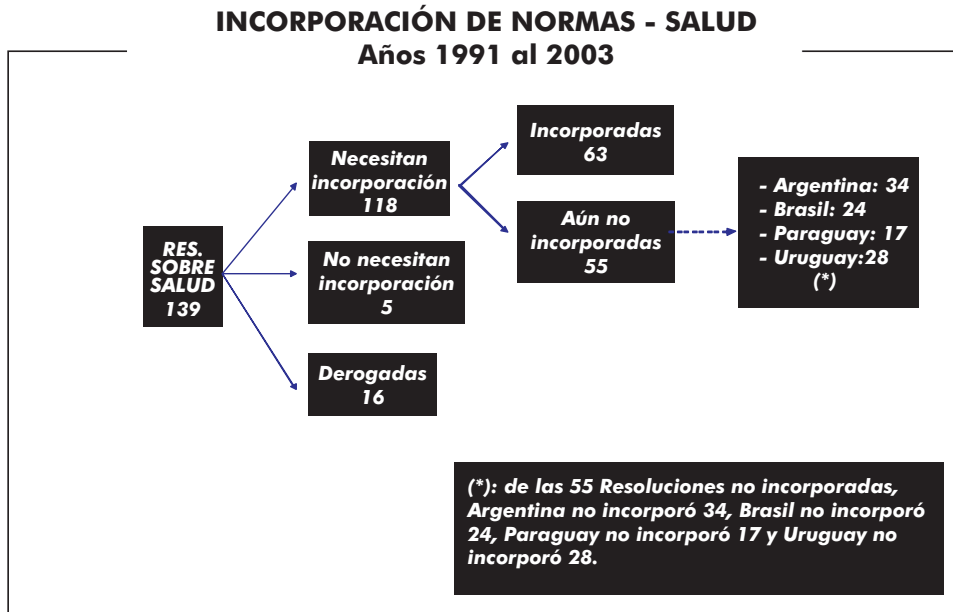 INCORPORACIÓN DE NORMAS - SALUD
Años 1991 al 2003
RES.
SOBRE
SALUD
139
Necesitan
incorporación
118
No necesitan
incorporación
5
Derogadas
16
Incorporadas
63
Aún no
incorporadas
55
- Argentina: 34
- Brasil: 24
- Paraguay: 17
- Uruguay:28
(*)
(*): de las 55 Resoluciones no incorporadas,
Argentina no incorporó 34, Brasil no incorporó
24, Paraguay no incorporó 17 y Uruguay no
incorporó 28.